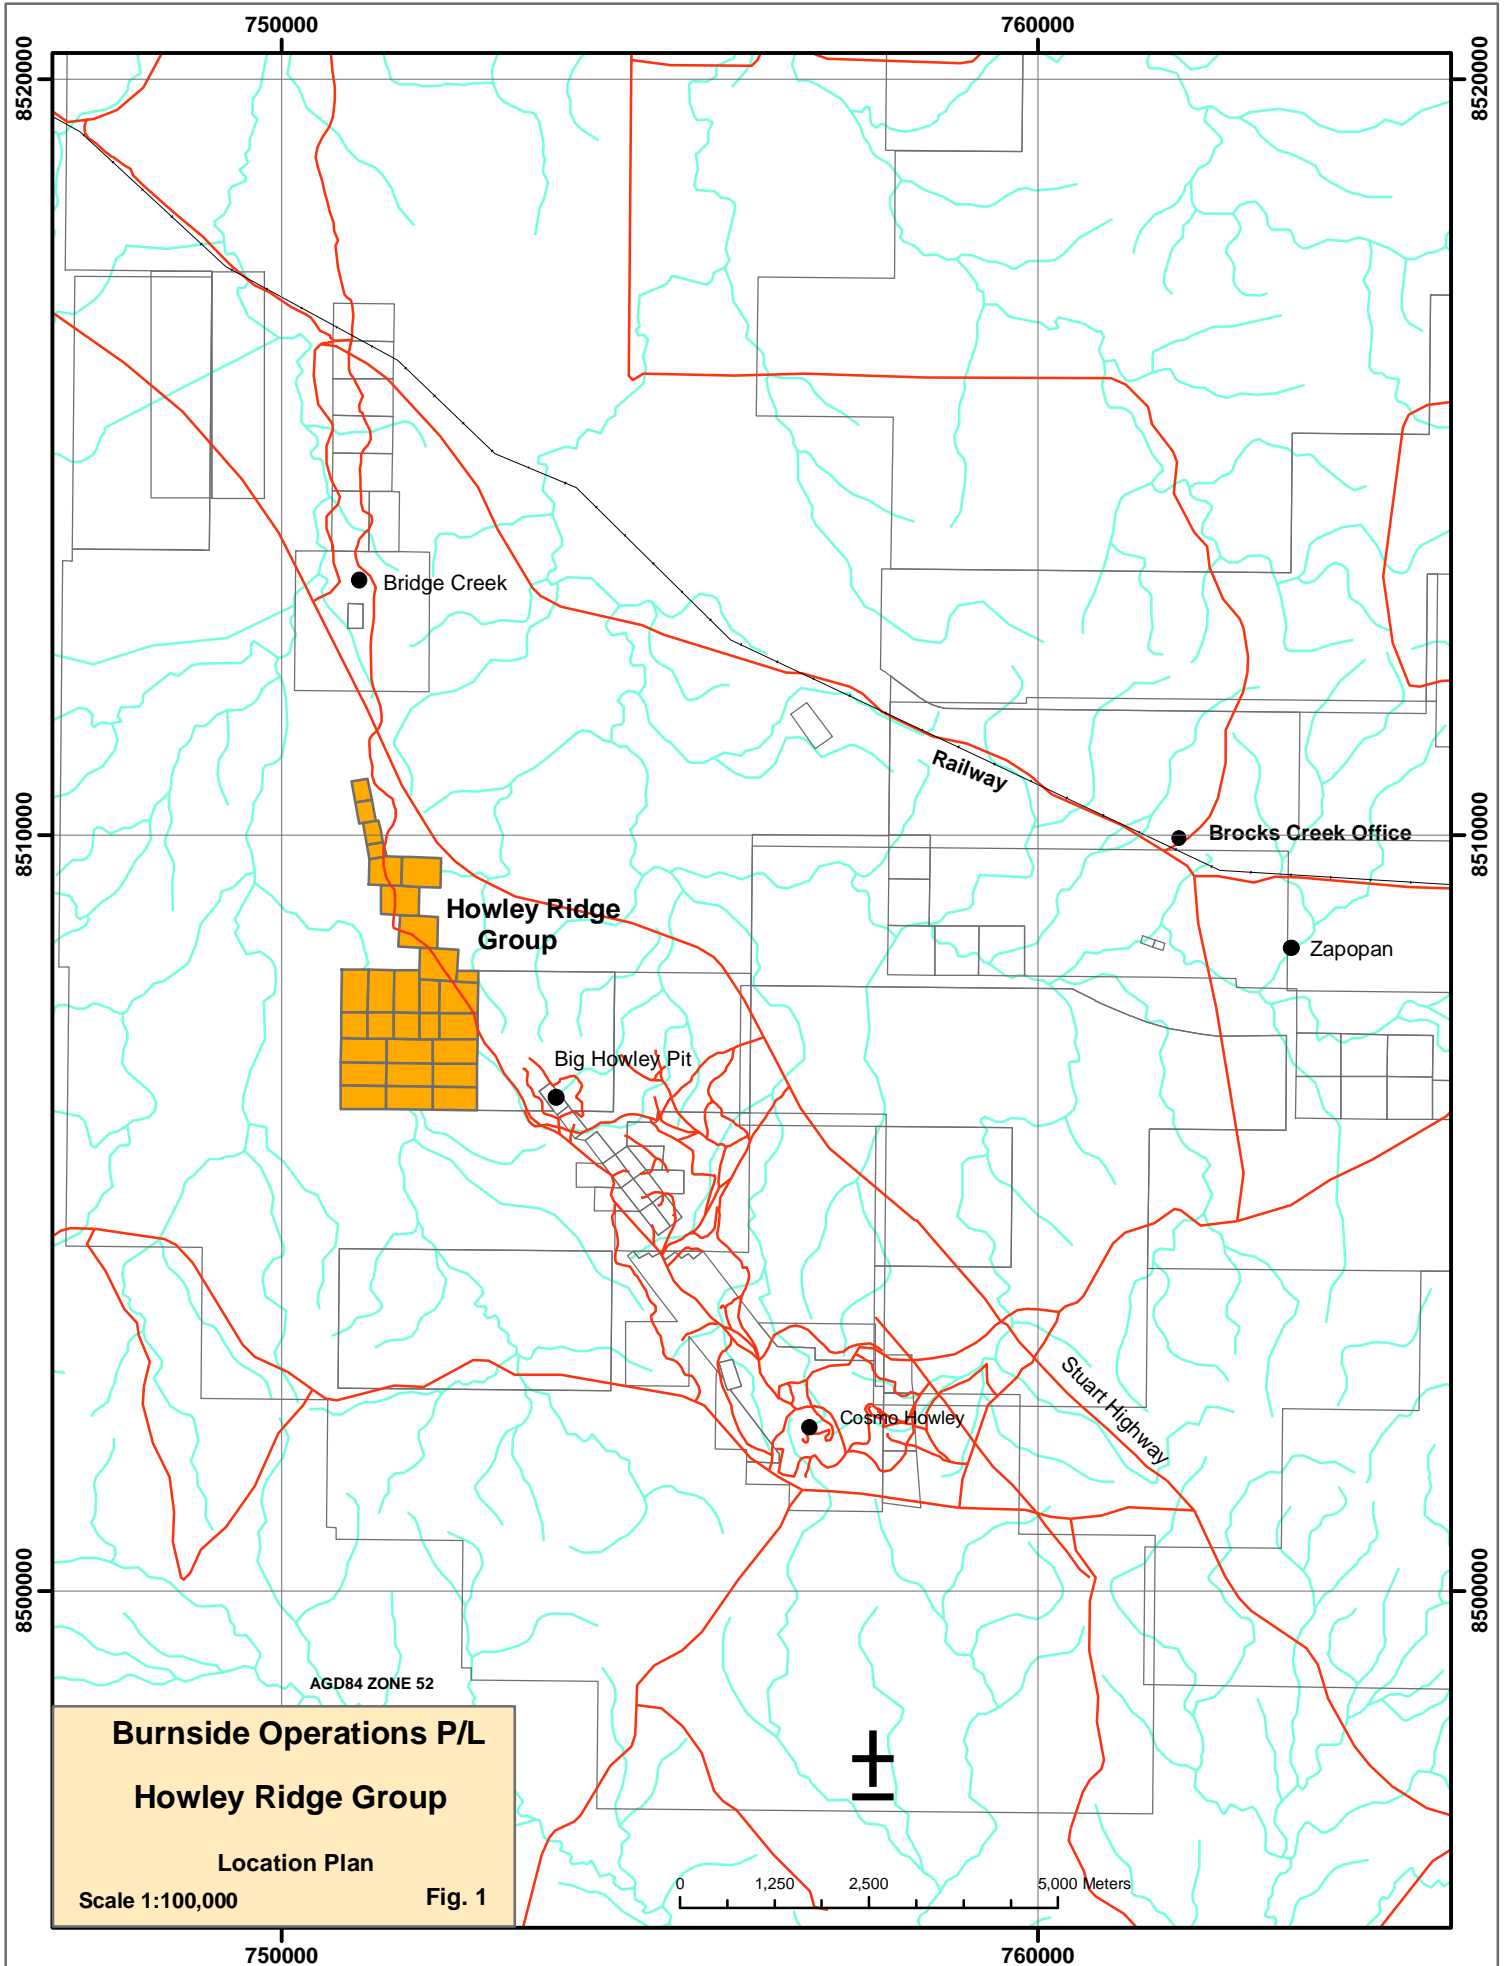 750000
760000
8520000
8520000
Bridge Creek
Railway
8510000
Brocks Creek Office
8510000
Howley Ridge
Group
Zapopan
Big Howley Pit
Stuart Highway
Cosmo Howley
8500000
8500000
AGD84 ZONE 52
Burnside Operations P/L
Howley Ridge Group
Location Plan
Scale 1:100,000
Fig. 1
0
1,250
2,500
5,000 Meters
750000
760000